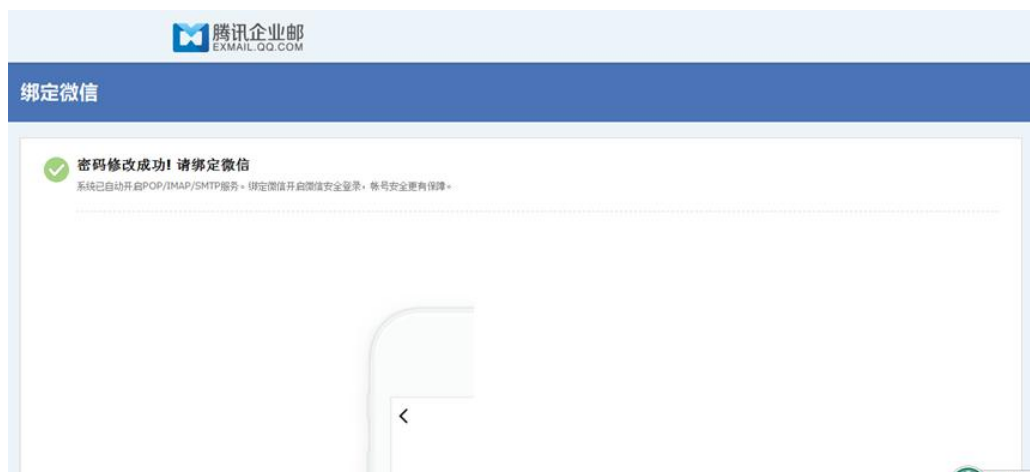 腾讯企业邮
EXMAIL.QQ.COM
绑定微信
密码修改成功! 请绑定微信
系统已自动开启POP/IMAP/SMTP服务。绑定微信开启微信安全登录，帐号安全更有保障。